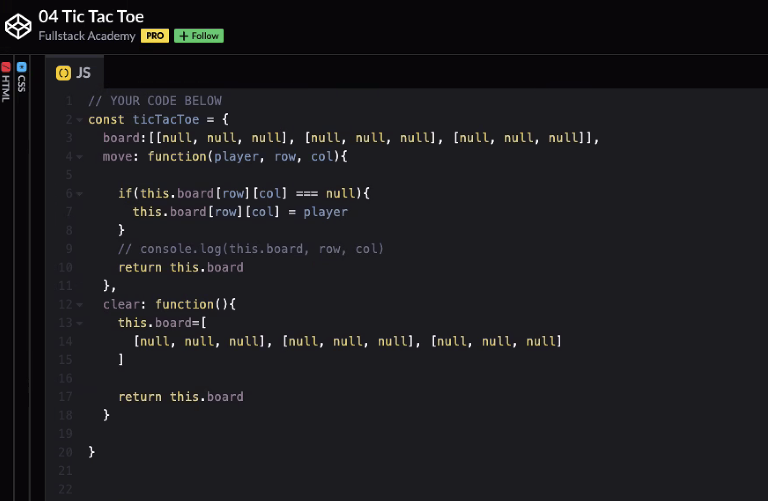 04 Tic Tac Toe
Fullstack Academy PRO + Follow
HTML
CSS
() JS
1 // YOUR CODE BELOW
2 const ticTacToe = {
3 board:[[null, null, null], [null, null, null], [null, null, null]],
4 move: function(player, row, col){
5
6 if(this.board[row][col] === null){
7 this.board[row][col] = player
8 }
9 // console.log(this.board, row, col)
10 return this.board
11 },
12 clear: function(){
13 this.board=[
14 [null, null, null], [null, null, null], [null, null, null]
15 ]
16
17 return this.board
18 }
19
20 }
21
22